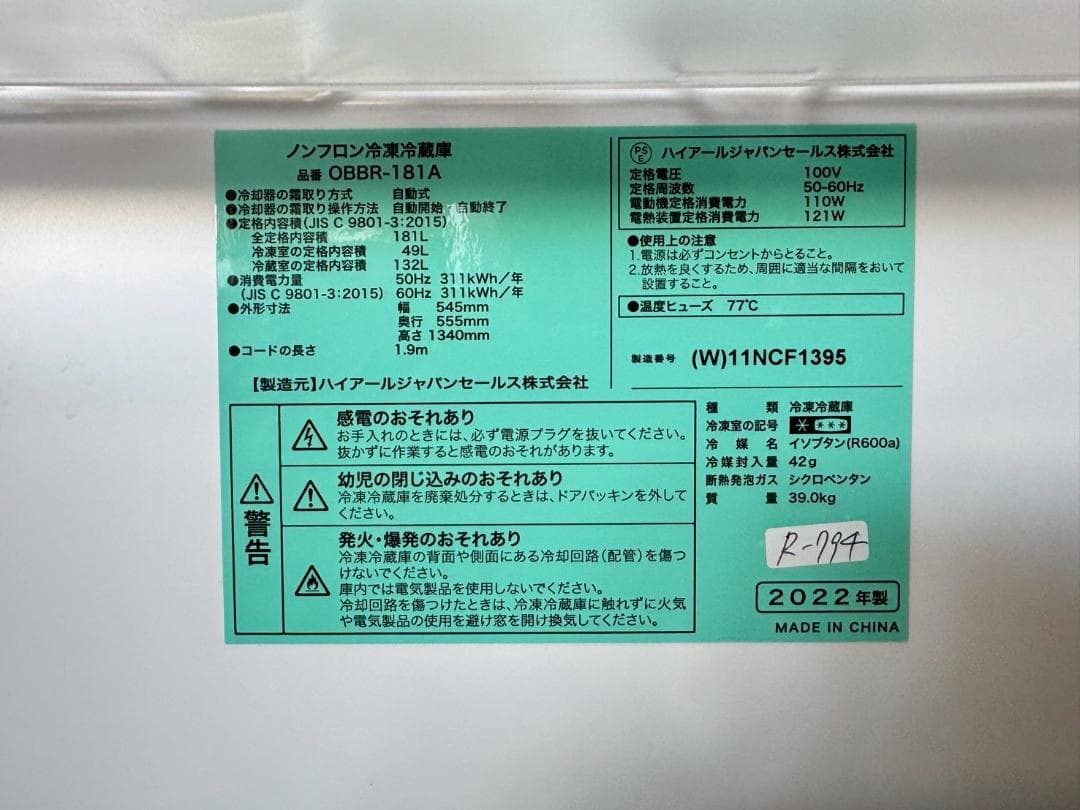 ノンフロン冷凍冷蔵庫
品番 OBBR-181A
●冷却器の霜取り方式 自動式
●冷却器の霜取り操作方法 自動開始・自動終了
●定格内容積(JIS C 9801-3:2015)
全定格内容積 181L
冷凍室の定格内容積 49L
冷蔵室の定格内容積 132L
●消費電力量 50Hz 311kWh/年
(JIS C 9801-3:2015) 60Hz 311kWh/年
●外形寸法 幅 545mm
奥行 555mm
高さ 1340mm
●コードの長さ 1.9m
【製造元】ハイアールジャパンセールス株式会社
PSE ハイアールジャパンセールス株式会社
定格電圧 100V
定格周波数 50-60Hz
電動機定格消費電力 110W
電熱装置定格消費電力 121W
●使用上の注意
1.電源は必ずコンセントからとること。
2.放熱を良くするため、周囲に適当な間隔をおいて
設置すること。
●温度ヒューズ 77℃
製造番号 (W)11NCF1395
警告
感電のおそれあり
お手入れのときには、必ず電源プラグを抜いてください。
抜かずに作業すると感電のおそれがあります。
幼児の閉じ込みのおそれあり
冷凍冷蔵庫を廃棄処分するときは、ドアパッキンを外して
ください。
発火・爆発のおそれあり
冷凍冷蔵庫の背面や側面にある冷却回路(配管)を傷つ
けないでください。
庫内では電気製品を使用しないでください。
冷却回路を傷つけたときは、冷凍冷蔵庫に触れずに火気
や電気製品の使用を避け窓を開け換気してください。
種類 冷凍冷蔵庫
冷凍室の記号
冷媒名 イソブタン(R600a)
冷媒封入量 42g
断熱発泡ガス シクロペンタン
質量 39.0kg
R-794
2022年製
MADE IN CHINA